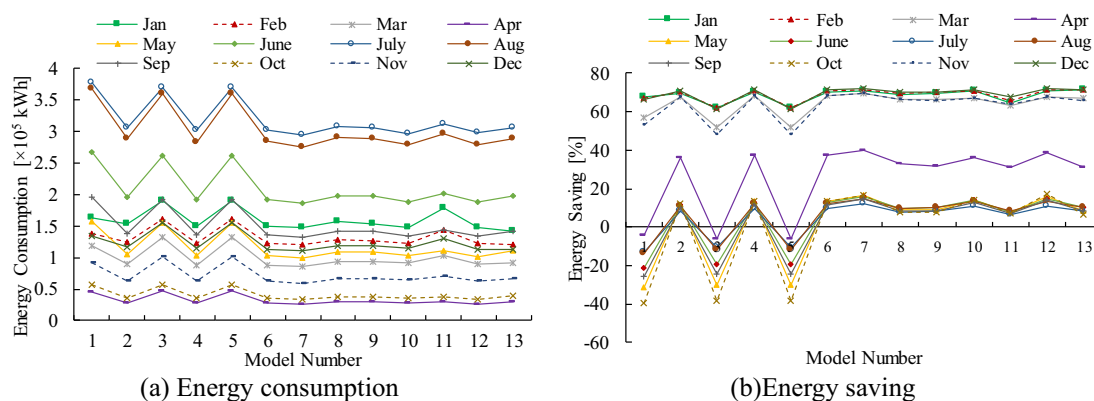 Jan Feb Mar Apr
May June July Aug
Sep Oct Nov Dec
Energy Consumption [×10⁵ kWh]
4
3.5
3
2.5
2
1.5
1
0.5
0
1 2 3 4 5 6 7 8 9 10 11 12 13
Model Number
(a) Energy consumption
Jan Feb Mar Apr
May June July Aug
Sep Oct Nov Dec
Energy Saving [%]
80
60
40
20
0
-20
-40
-60
1 2 3 4 5 6 7 8 9 10 11 12 13
Model Number
(b)Energy saving